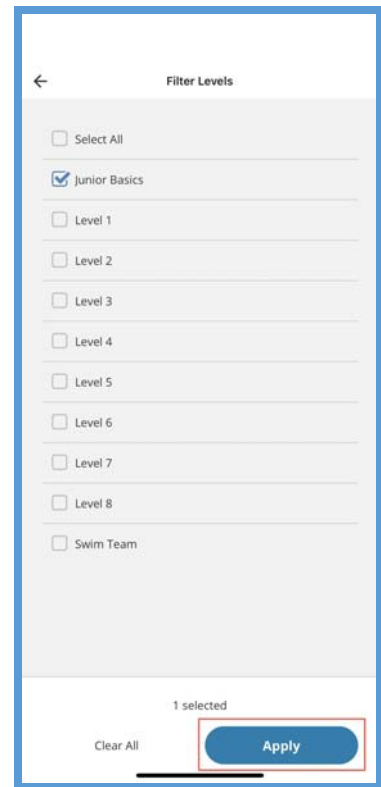 Filter Levels
Select All
Junior Basics
Level 1
Level 2
Level 3
Level 4
Level 5
Level 6
Level 7
Level 8
Swim Team
1 selected
Clear All
Apply